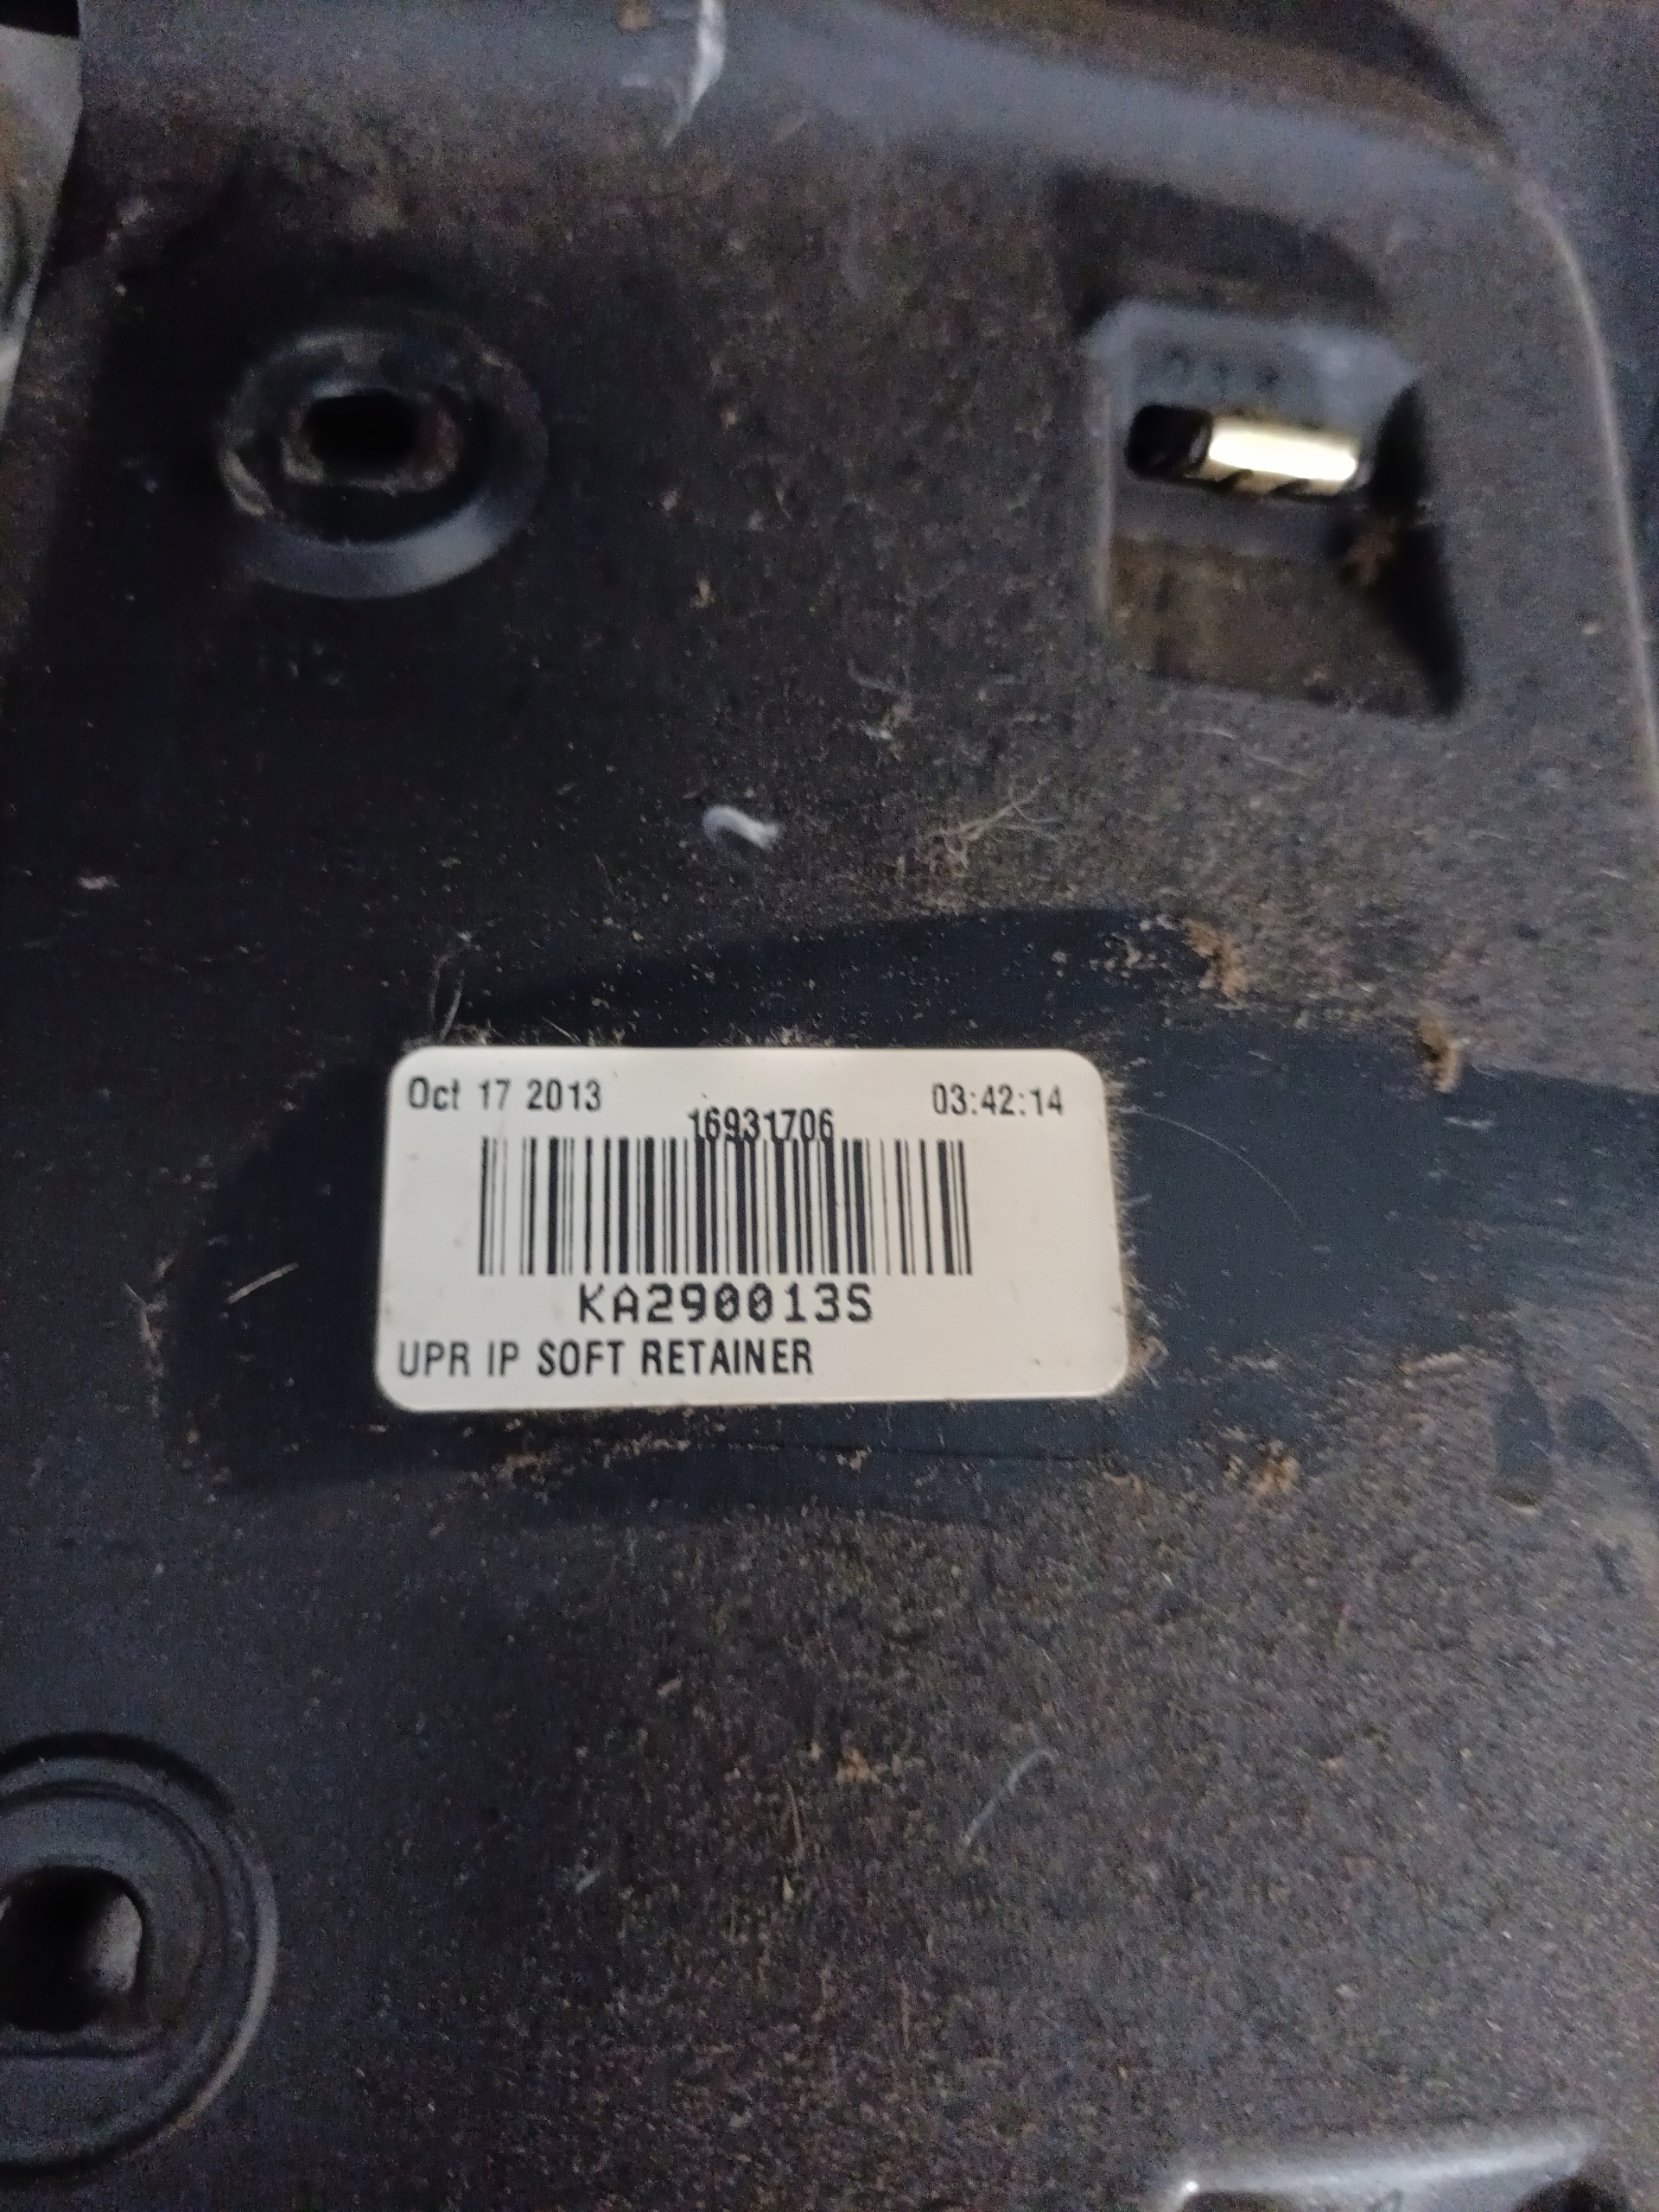 Oct 17 2013 03:42:14
16931706
KA290013S
UPR IP SOFT RETAINER